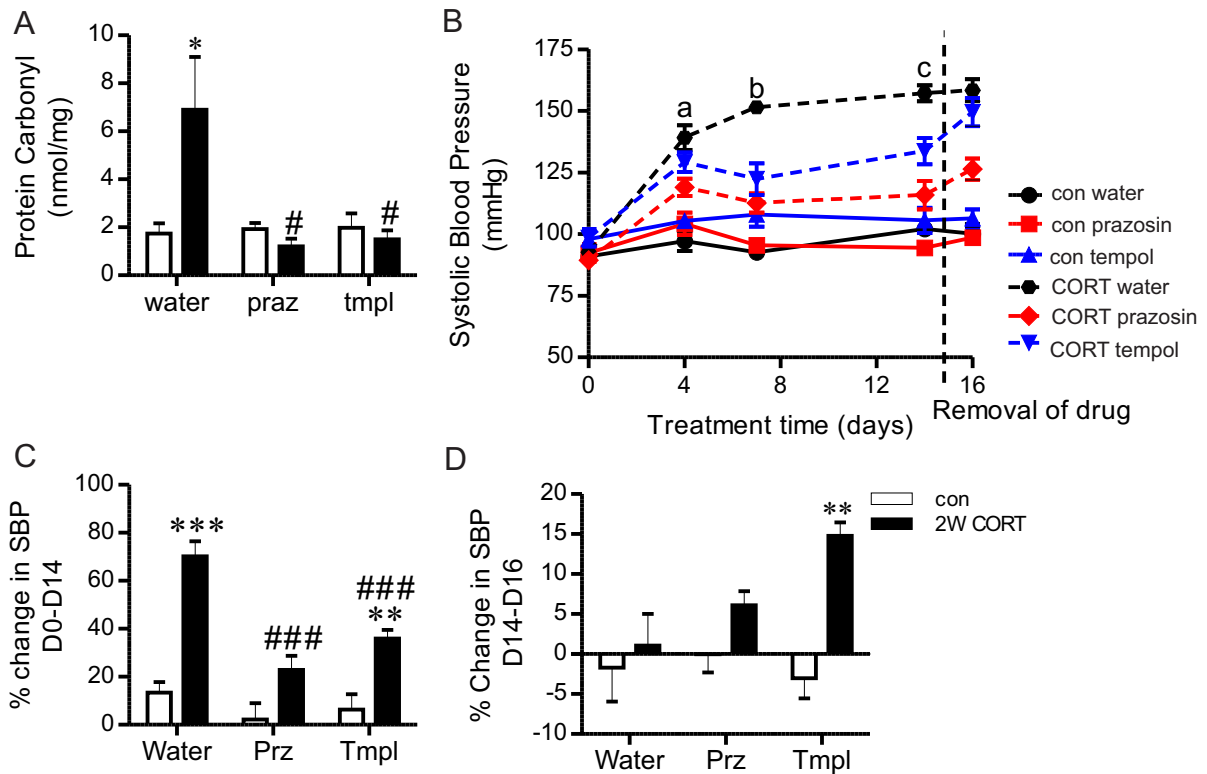 A
Protein Carbonyl
(nmol/mg)
10
8
6
4
2
0
*
#
#
water praz tmpl
B
Systolic Blood Pressure
(mmHg)
175
150
125
100
75
50
a b c
0 4 8 12 16
Treatment time (days)
Removal of drug
con water
con prazosin
con tempol
CORT water
CORT prazosin
CORT tempol
C
% change in SBP
D0-D14
100
80
60
40
20
0
***
###
###
**
Water Prz Tmpl
D
% Change in SBP
D14-D16
20
15
10
5
0
-5
-10
**
Water Prz Tmpl
con
2W CORT